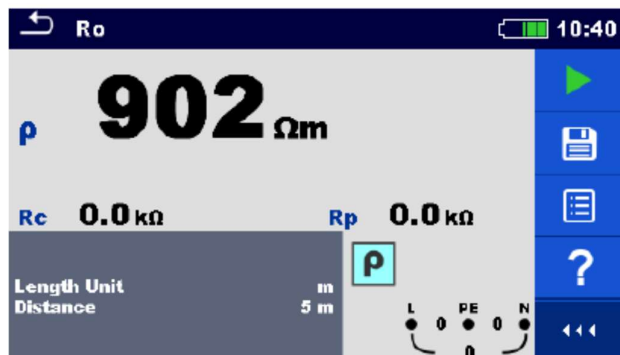 Ro 10:40
ρ 902 Ωm
Rc 0.0 kΩ Rp 0.0 kΩ
ρ
Length Unit m
Distance 5 m
L PE N
0 0
0
?